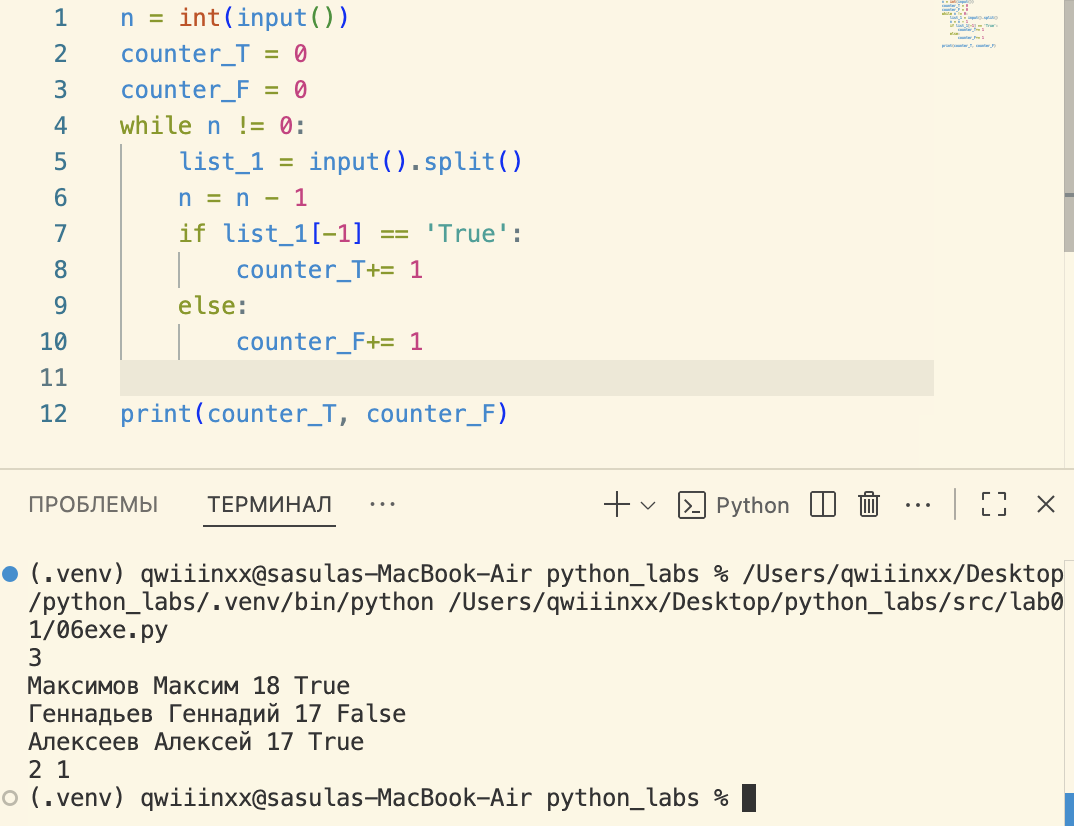 1 n = int(input())
2 counter_T = 0
3 counter_F = 0
4 while n != 0:
5     list_1 = input().split()
6     n = n - 1
7     if list_1[-1] == 'True':
8         counter_T+= 1
9     else:
10         counter_F+= 1
11
12 print(counter_T, counter_F)
ПРОБЛЕМЫ ТЕРМИНАЛ ··· Python ···
(.venv) qwiiinxx@sasulas-MacBook-Air python_labs % /Users/qwiiinxx/Desktop
/python_labs/.venv/bin/python /Users/qwiiinxx/Desktop/python_labs/src/lab0
1/06exe.py
3
Максимов Максим 18 True
Геннадьев Геннадий 17 False
Алексеев Алексей 17 True
2 1
(.venv) qwiiinxx@sasulas-MacBook-Air python_labs %